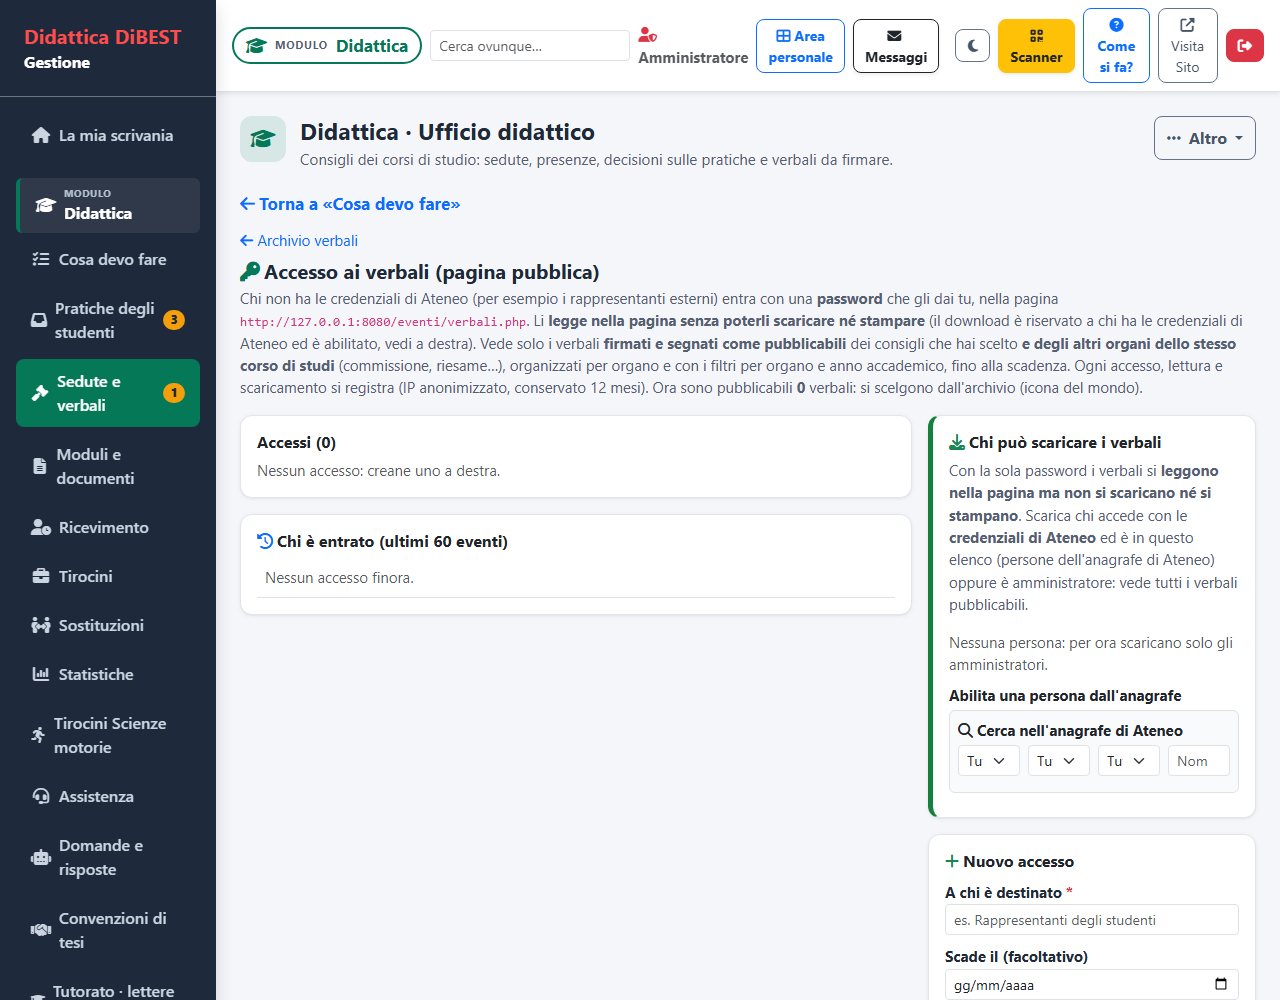 Didattica DiBEST
Gestione
La mia scrivania
MODULO
Didattica
Cosa devo fare
Pratiche degli
studenti
3
Sedute e
verbali
1
Moduli e
documenti
Ricevimento
Tirocini
Sostituzioni
Statistiche
Tirocini Scienze
motorie
Assistenza
Domande e
risposte
Convenzioni di
tesi
Tutorato · lettere
MODULO Didattica
Cerca ovunque...
Amministratore
Area
personale
Messaggi
Scanner
Come
si fa?
Visita
Sito
Didattica · Ufficio didattico
Consigli dei corsi di studio: sedute, presenze, decisioni sulle pratiche e verbali da firmare.
Altro
Torna a «Cosa devo fare»
Archivio verbali
Accesso ai verbali (pagina pubblica)
Chi non ha le credenziali di Ateneo (per esempio i rappresentanti esterni) entra con una password che gli dai tu, nella pagina
http://127.0.0.1:8080/eventi/verbali.php. Li legge nella pagina senza poterli scaricare né stampare (il download è riservato a chi ha le credenziali di
Ateneo ed è abilitato, vedi a destra). Vede solo i verbali firmati e segnati come pubblicabili dei consigli che hai scelto e degli altri organi dello stesso
corso di studi (commissione, riesame…), organizzati per organo e con i filtri per organo e anno accademico, fino alla scadenza. Ogni accesso, lettura e
scaricamento si registra (IP anonimizzato, conservato 12 mesi). Ora sono pubblicabili 0 verbali: si scelgono dall'archivio (icona del mondo).
Accessi (0)
Nessun accesso: creane uno a destra.
Chi è entrato (ultimi 60 eventi)
Nessun accesso finora.
Chi può scaricare i verbali
Con la sola password i verbali si leggono
nella pagina ma non si scaricano né si
stampano. Scarica chi accede con le
credenziali di Ateneo ed è in questo
elenco (persone dell'anagrafe di Ateneo)
oppure è amministratore: vede tutti i verbali
pubblicabili.
Nessuna persona: per ora scaricano solo gli
amministratori.
Abilita una persona dall'anagrafe
Cerca nell'anagrafe di Ateneo
Tu Tu Tu Nom
Nuovo accesso
A chi è destinato *
es. Rappresentanti degli studenti
Scade il (facoltativo)
gg/mm/aaaa